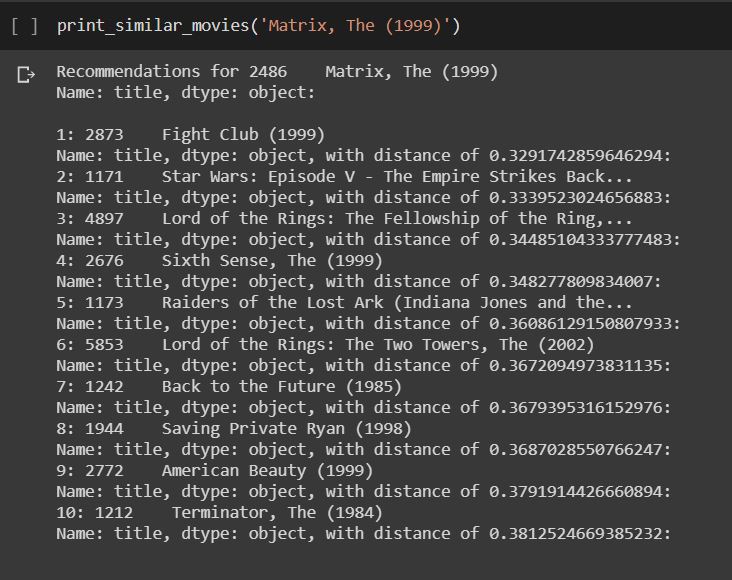 [ ] print_similar_movies('Matrix, The (1999)')
Recommendations for 2486    Matrix, The (1999)
Name: title, dtype: object:
1: 2873    Fight Club (1999)
Name: title, dtype: object, with distance of 0.3291742859646294:
2: 1171    Star Wars: Episode V - The Empire Strikes Back...
Name: title, dtype: object, with distance of 0.3339523024656883:
3: 4897    Lord of the Rings: The Fellowship of the Ring,...
Name: title, dtype: object, with distance of 0.34485104333777483:
4: 2676    Sixth Sense, The (1999)
Name: title, dtype: object, with distance of 0.348277809834007:
5: 1173    Raiders of the Lost Ark (Indiana Jones and the...
Name: title, dtype: object, with distance of 0.36086129150807933:
6: 5853    Lord of the Rings: The Two Towers, The (2002)
Name: title, dtype: object, with distance of 0.3672094973831135:
7: 1242    Back to the Future (1985)
Name: title, dtype: object, with distance of 0.3679395316152976:
8: 1944    Saving Private Ryan (1998)
Name: title, dtype: object, with distance of 0.3687028550766247:
9: 2772    American Beauty (1999)
Name: title, dtype: object, with distance of 0.3791914426660894:
10: 1212    Terminator, The (1984)
Name: title, dtype: object, with distance of 0.3812524669385232: